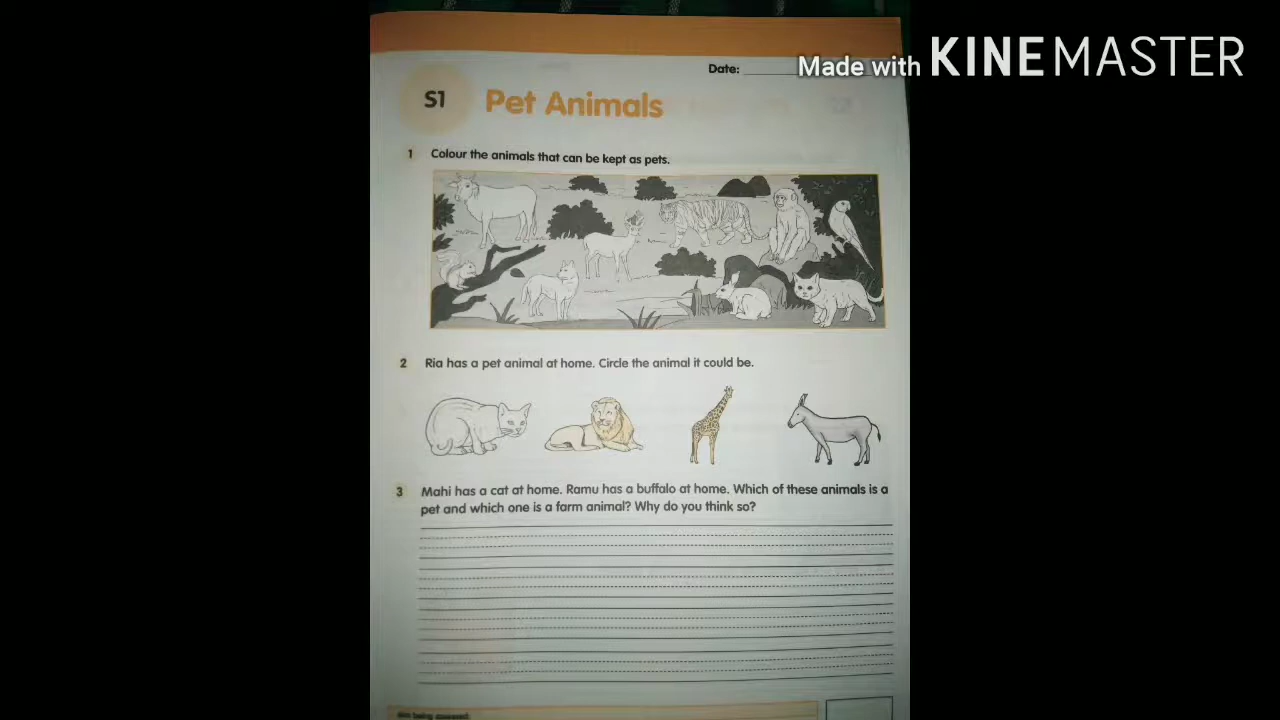 Made with KINEMASTER
Date:
S1 Pet Animals
1 Colour the animals that can be kept as pets.
2 Ria has a pet animal at home. Circle the animal it could be.
3 Mahi has a cat at home. Ramu has a buffalo at home. Which of these animals is a
pet and which one is a farm animal? Why do you think so?